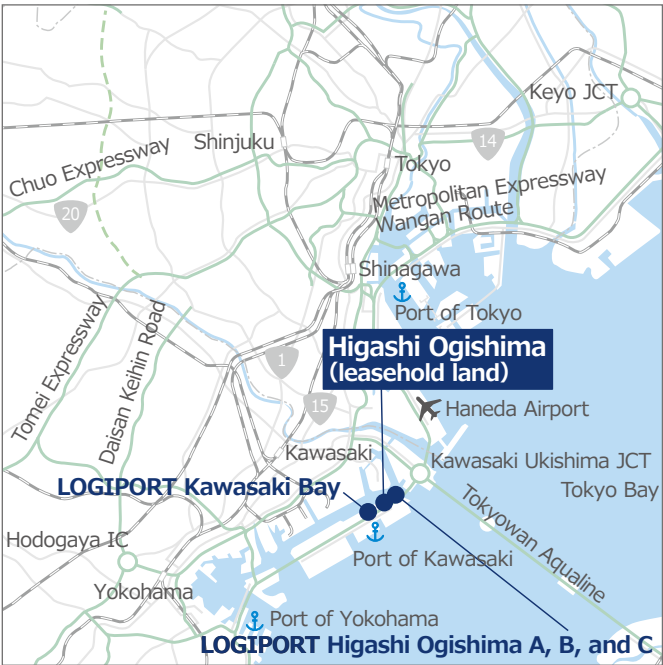 Keyo JCT
14
Shinjuku
Chuo Expressway
Tokyo
Metropolitan Expressway
Wangan Route
20
Shinagawa
Port of Tokyo
Tomei Expressway
Daisan Keihin Road
1
Higashi Ogishima
(leasehold land)
15
Haneda Airport
Kawasaki
Kawasaki Ukishima JCT
LOGIPORT Kawasaki Bay
Tokyo Bay
Tokyowan Aqualine
Hodogaya IC
Port of Kawasaki
Yokohama
Port of Yokohama
LOGIPORT Higashi Ogishima A, B, and C